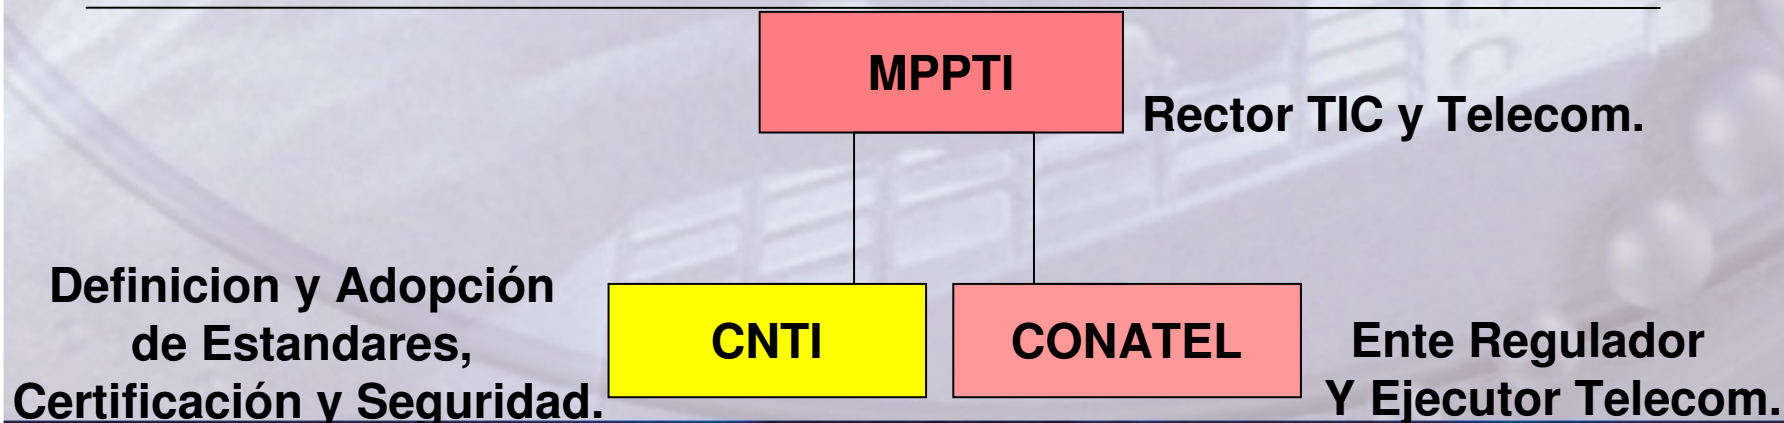 MPPTI
Rector TIC y Telecom.
Definicion y Adopción
de Estandares,
Certificación y Seguridad.
CNTI
CONATEL
Ente Regulador
Y Ejecutor Telecom.